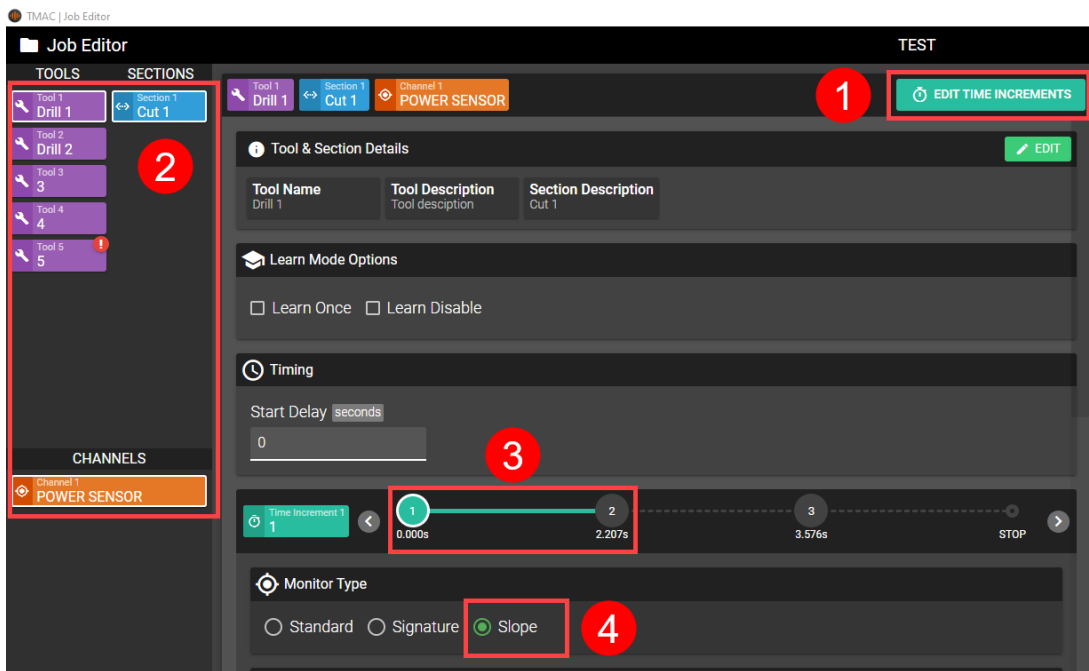 TMAC | Job Editor
Job Editor
TEST
TOOLS SECTIONS
Tool 1
Drill 1
Section 1
Cut 1
Tool 2
Drill 2
Tool 3
3
Tool 4
4
Tool 5
5
!
2
CHANNELS
Channel 1
POWER SENSOR
Tool 1
Drill 1
Section 1
Cut 1
Channel 1
POWER SENSOR
1
EDIT TIME INCREMENTS
Tool & Section Details
EDIT
Tool Name Tool Description Section Description
Drill 1 Tool desciption Cut 1
Learn Mode Options
Learn Once Learn Disable
Timing
Start Delay seconds
0
3
Time Increment 1
1
1 2 3
0.000s 2.207s 3.576s STOP
Monitor Type
Standard Signature Slope
4